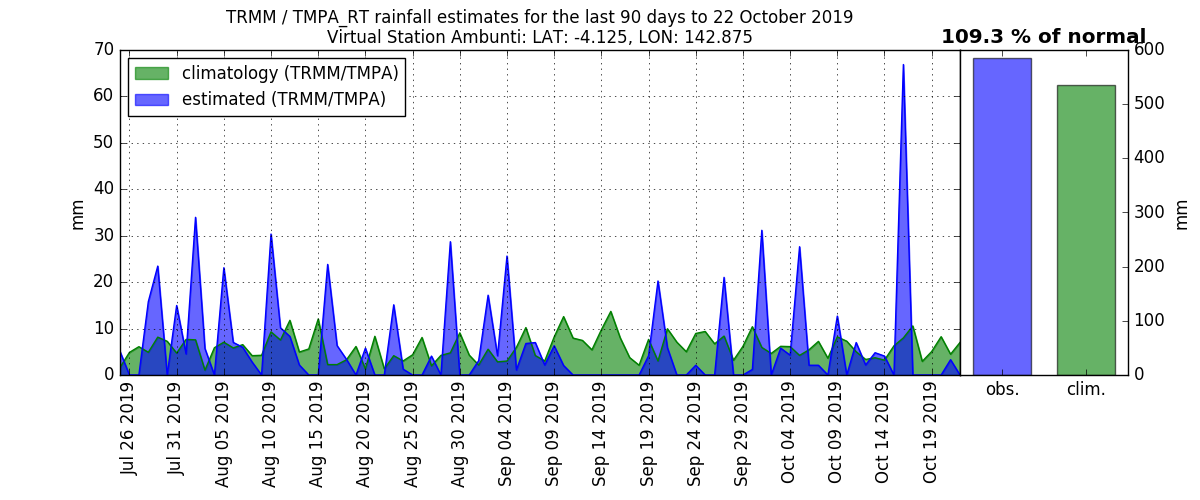 TRMM / TMPA_RT rainfall estimates for the last 90 days to 22 October 2019
Virtual Station Ambunti: LAT: -4.125, LON: 142.875
109.3 % of normal
climatology (TRMM/TMPA)
estimated (TRMM/TMPA)
70
60
50
40
30
20
10
0
mm
Jul 26 2019
Jul 31 2019
Aug 05 2019
Aug 10 2019
Aug 15 2019
Aug 20 2019
Aug 25 2019
Aug 30 2019
Sep 04 2019
Sep 09 2019
Sep 14 2019
Sep 19 2019
Sep 24 2019
Sep 29 2019
Oct 04 2019
Oct 09 2019
Oct 14 2019
Oct 19 2019
obs.
clim.
600
500
400
300
200
100
0
mm